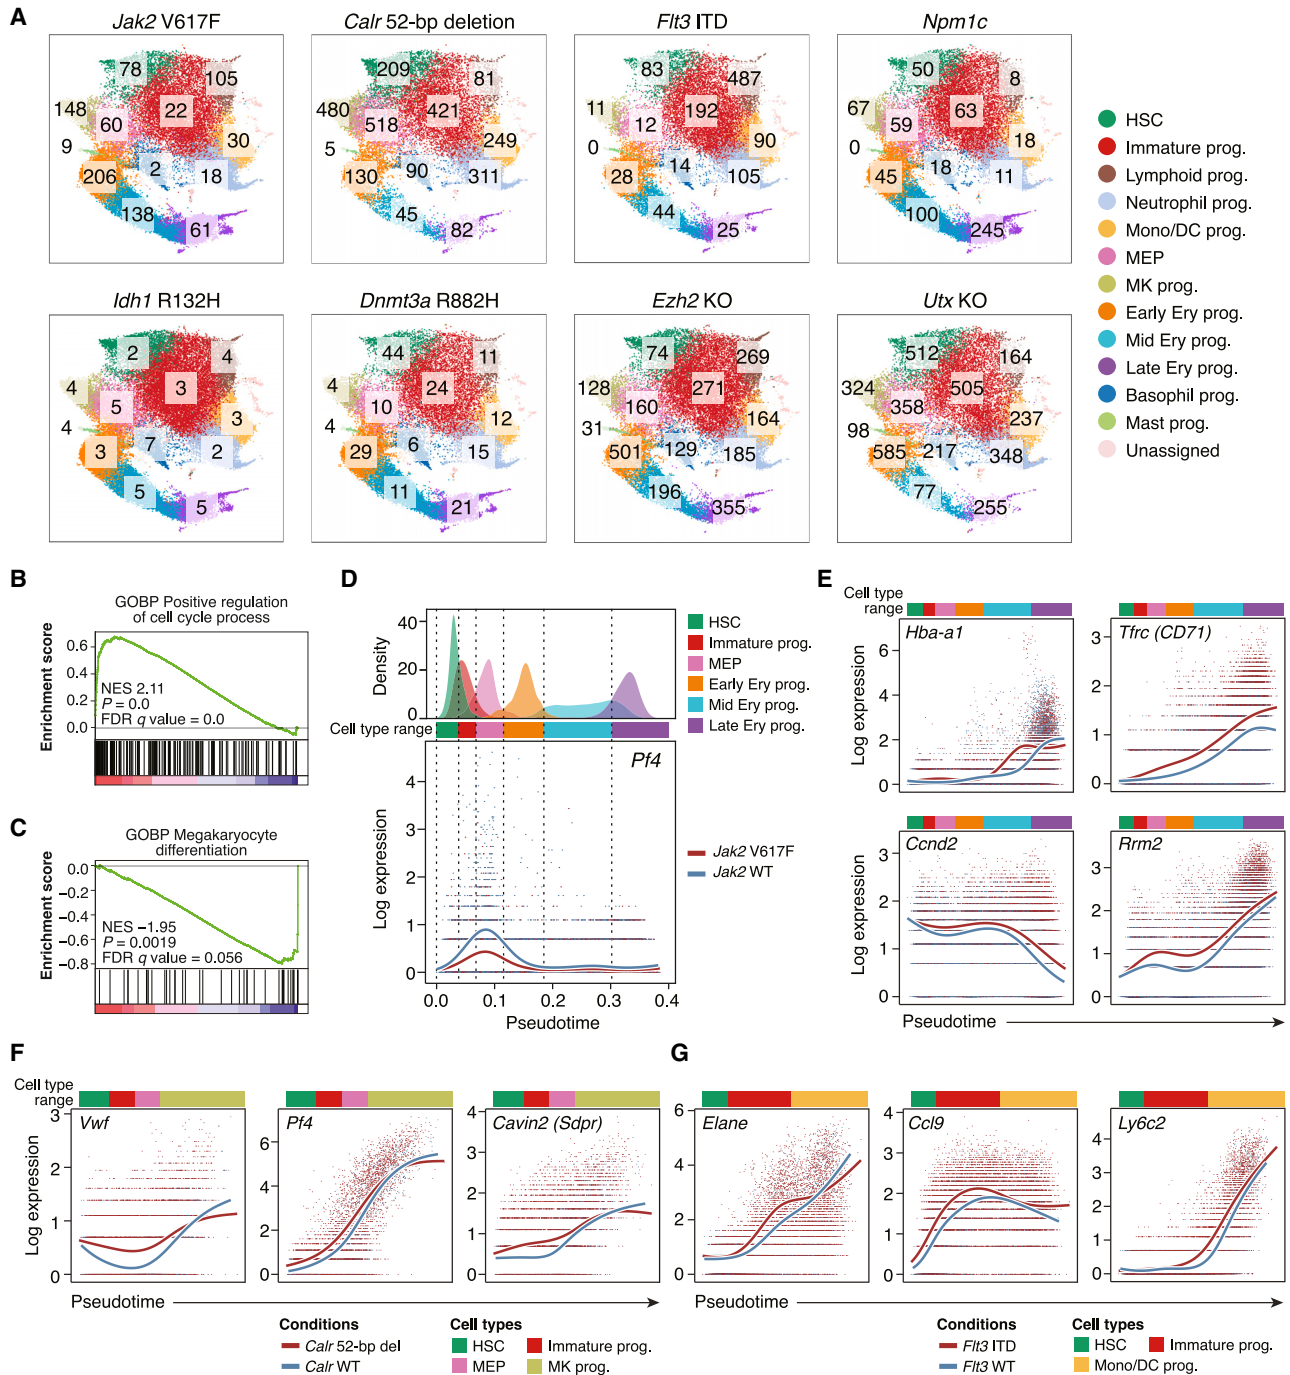 A
Jak2 V617F
Calr 52-bp deletion
Flt3 ITD
Npm1c
78
105
148
22
60
30
9
2
206
18
138
61
209
81
480
421
518
249
5
90
130
311
45
82
83
487
11
192
12
90
0
14
28
105
44
25
50
8
67
63
59
18
0
18
45
11
100
245
HSC
Immature prog.
Lymphoid prog.
Neutrophil prog.
Mono/DC prog.
MEP
MK prog.
Early Ery prog.
Mid Ery prog.
Late Ery prog.
Basophil prog.
Mast prog.
Unassigned
Idh1 R132H
Dnmt3a R882H
Ezh2 KO
Utx KO
2
4
4
3
5
3
4
7
3
2
5
5
44
11
4
24
10
12
4
6
29
15
11
21
74
269
128
271
160
164
31
129
501
185
196
355
512
164
324
505
358
237
98
217
585
348
77
255
B
GOBP Positive regulation
of cell cycle process
Enrichment score
0.6
0.4
0.2
0.0
NES 2.11
P = 0.0
FDR q value = 0.0
C
GOBP Megakaryocyte
differentiation
Enrichment score
0.0
−0.2
−0.4
−0.6
−0.8
NES −1.95
P = 0.0019
FDR q value = 0.056
D
Density
40
20
0
HSC
Immature prog.
MEP
Early Ery prog.
Mid Ery prog.
Late Ery prog.
Cell type range
Pf4
Log expression
4
3
2
1
0
0.0
0.1
0.2
0.3
0.4
Pseudotime
Jak2 V617F
Jak2 WT
E
Cell type
range
Hba-a1
Log expression
6
4
2
0
Tfrc (CD71)
3
2
1
0
Ccnd2
Log expression
3
2
1
0
Rrm2
3
2
1
0
Pseudotime
F
Cell type
range
Vwf
Log expression
3
2
1
0
Pf4
6
4
2
0
Cavin2 (Sdpr)
4
3
2
1
0
Pseudotime
Conditions
Calr 52-bp del
Calr WT
Cell types
HSC
Immature prog.
MEP
MK prog.
G
Elane
6
4
2
0
Ccl9
4
3
2
1
0
Ly6c2
4
3
2
1
0
Pseudotime
Conditions
Flt3 ITD
Flt3 WT
Cell types
HSC
Immature prog.
Mono/DC prog.